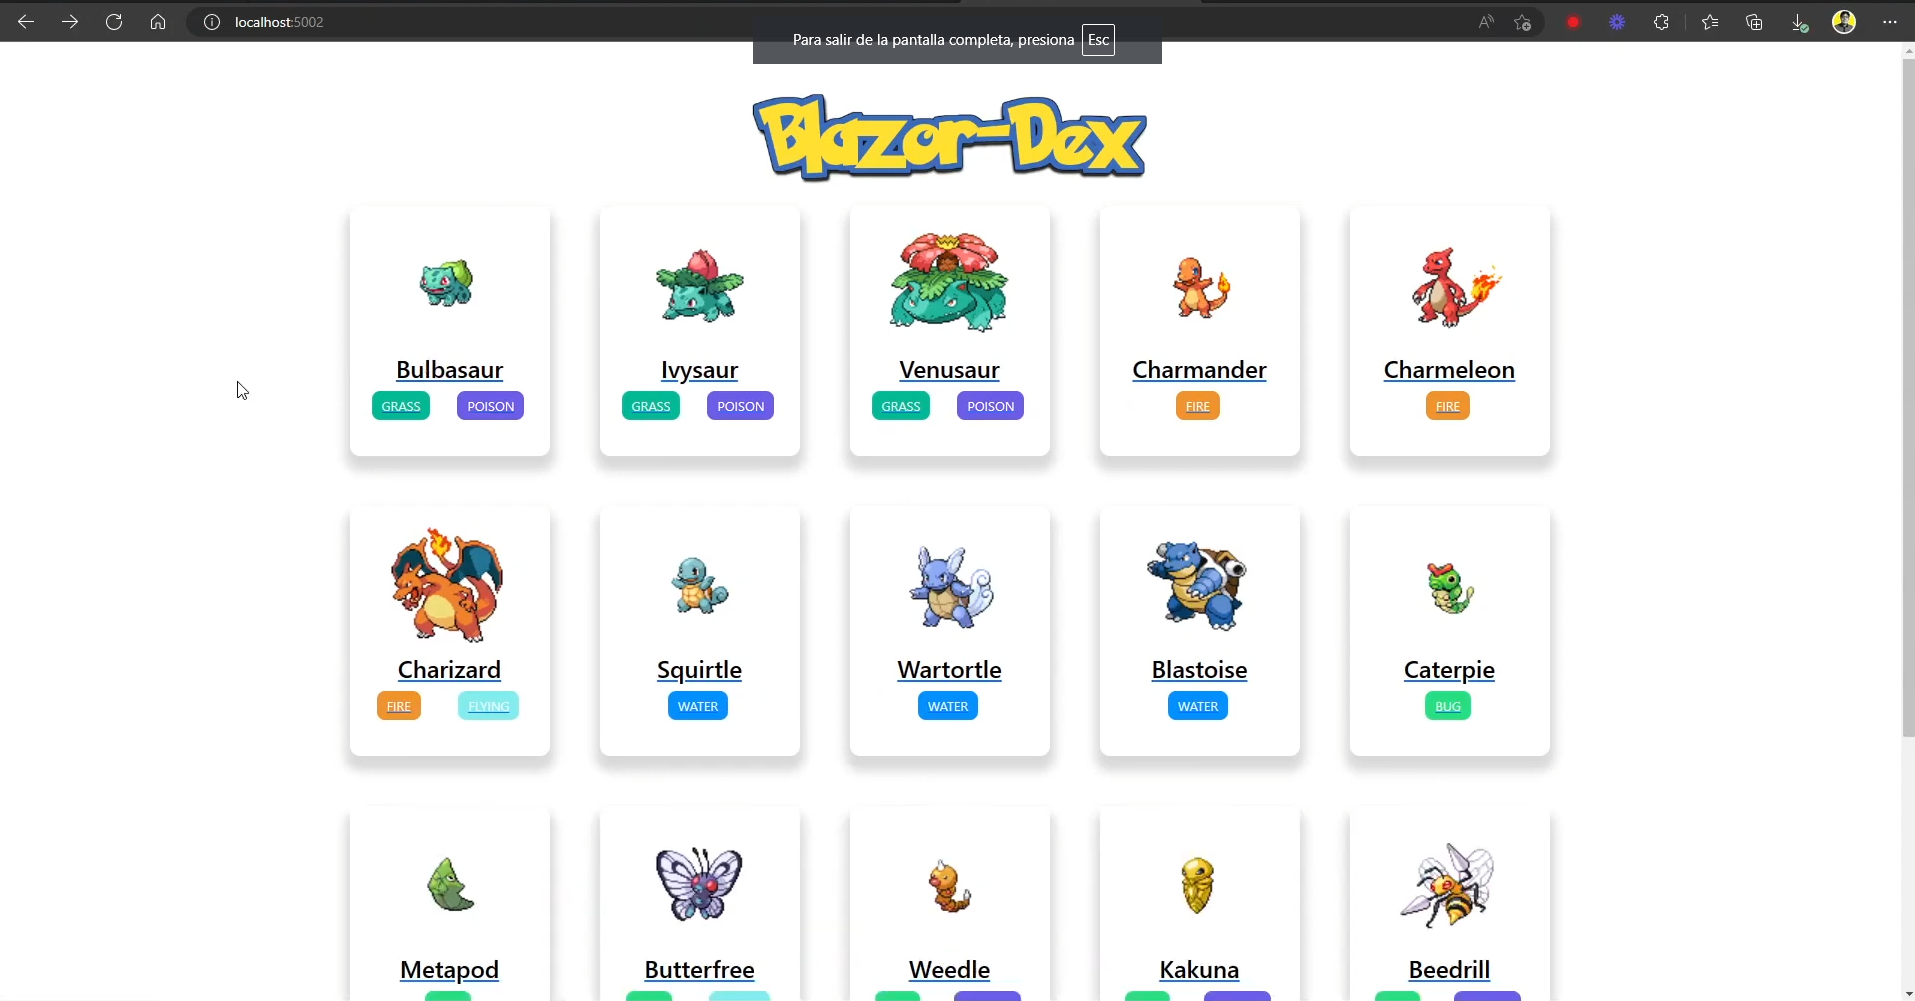 localhost:5002
Para salir de la pantalla completa, presiona Esc
Blazor-Dex
Bulbasaur
GRASS POISON
Ivysaur
GRASS POISON
Venusaur
GRASS POISON
Charmander
FIRE
Charmeleon
FIRE
Charizard
FIRE FLYING
Squirtle
WATER
Wartortle
WATER
Blastoise
WATER
Caterpie
BUG
Metapod
Butterfree
Weedle
Kakuna
Beedrill